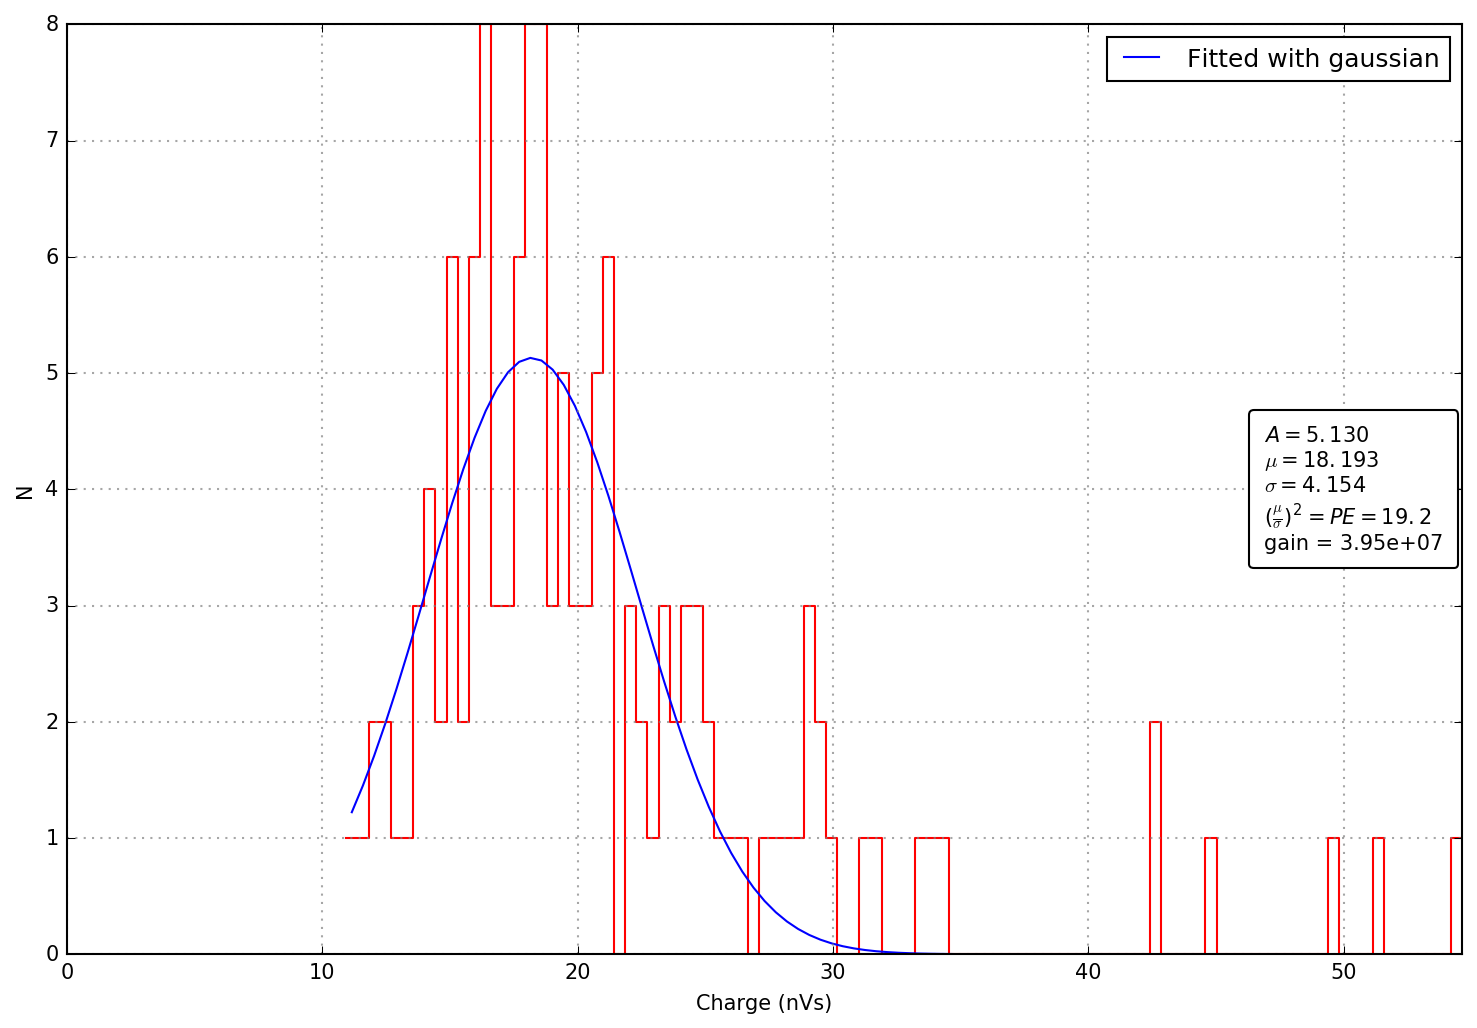 8
Fitted with gaussian
7
6
5
A = 5.130
μ = 18.193
σ = 4.154
(μ/σ)² = PE = 19.2
gain = 3.95e+07
4
N
3
2
1
0
0 10 20 30 40 50
Charge (nVs)